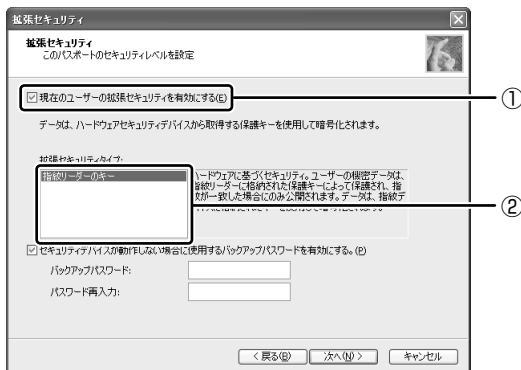 拡張セキュリティ
拡張セキュリティ
このパスポートのセキュリティレベルを設定
現在のユーザーの拡張セキュリティを有効にする(E)
①
データは、ハードウェアセキュリティデバイスから取得する保護キーを使用して暗号化されます。
拡張セキュリティタイプ:
指紋リーダーのキー
ハードウェアに基づくセキュリティ。ユーザーの機密データは、
指紋リーダーに格納された保護キーによって保護され、指
紋が一致した場合にのみ公開されます。データは、指紋デ
②
セキュリティデバイスが動作しない場合に使用するバックアップパスワードを有効にする。(P)
バックアップパスワード:
パスワード再入力:
< 戻る(B)
次へ(N) >
キャンセル